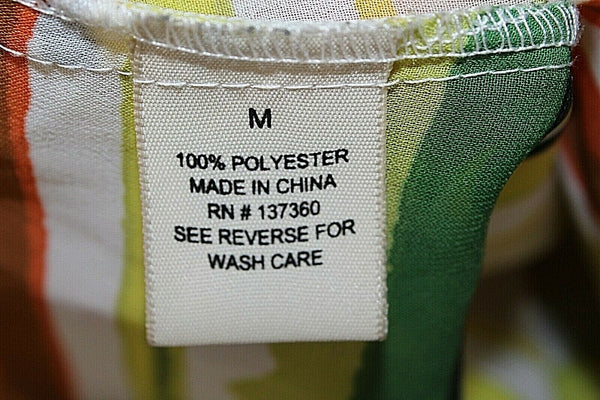 M
100% POLYESTER
MADE IN CHINA
RN # 137360
SEE REVERSE FOR
WASH CARE